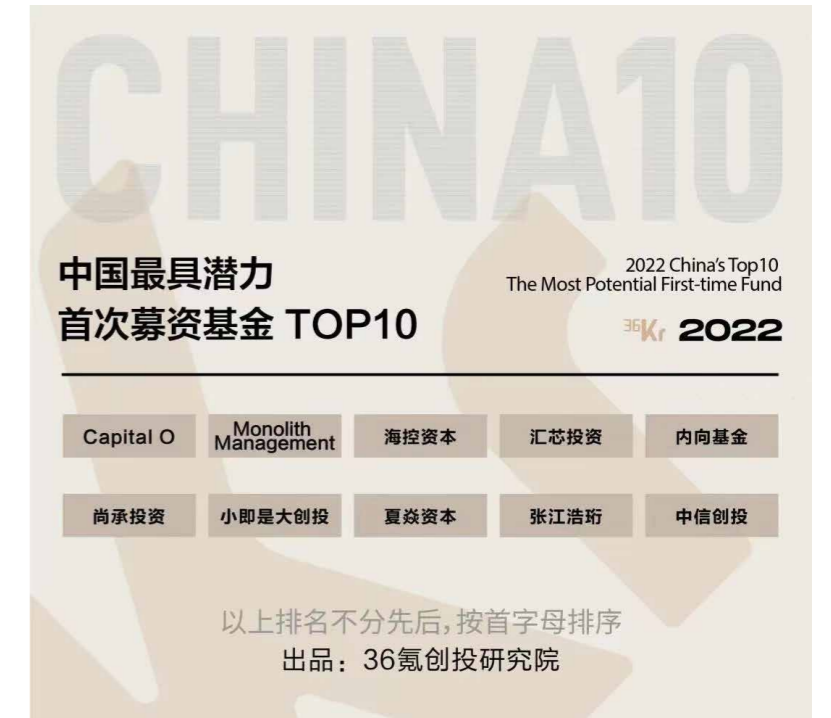 CHINA10
中国最具潜力
首次募资基金 TOP10
2022 China's Top10
The Most Potential First-time Fund
36Kr 2022
Capital O
Monolith
Management
海控资本
汇芯投资
内向基金
尚承投资
小即是大创投
夏焱资本
张江浩珩
中信创投
以上排名不分先后,按首字母排序
出品：36氪创投研究院